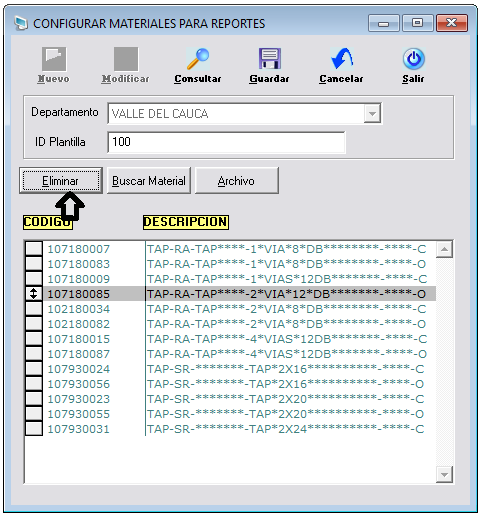 CONFIGURAR MATERIALES PARA REPORTES
Nuevo Modificar Consultar Guardar Cancelar Salir
Departamento VALLE DEL CAUCA
ID Plantilla 100
Eliminar Buscar Material Archivo
CODIGO DESCRIPCION
107180007 TAP-RA-TAP****-1*VIA*8*DB********-****-C
107180083 TAP-RA-TAP****-1*VIA*8*DB********-****-O
107180009 TAP-RA-TAP****-1*VIAS*12DB********-****-C
107180085 TAP-RA-TAP****-2*VIA*12*DB********-****-O
102180034 TAP-RA-TAP****-2*VIA*8*DB********-****-C
102180082 TAP-RA-TAP****-2*VIA*8*DB********-****-O
107180015 TAP-RA-TAP****-4*VIAS*12DB********-****-C
107180087 TAP-RA-TAP****-4*VIAS*12DB********-****-O
107930024 TAP-SR-********-TAP*2X16***********-****-C
107930056 TAP-SR-********-TAP*2X16***********-****-O
107930023 TAP-SR-********-TAP*2X20***********-****-C
107930055 TAP-SR-********-TAP*2X20***********-****-O
107930031 TAP-SR-********-TAP*2X24***********-****-C